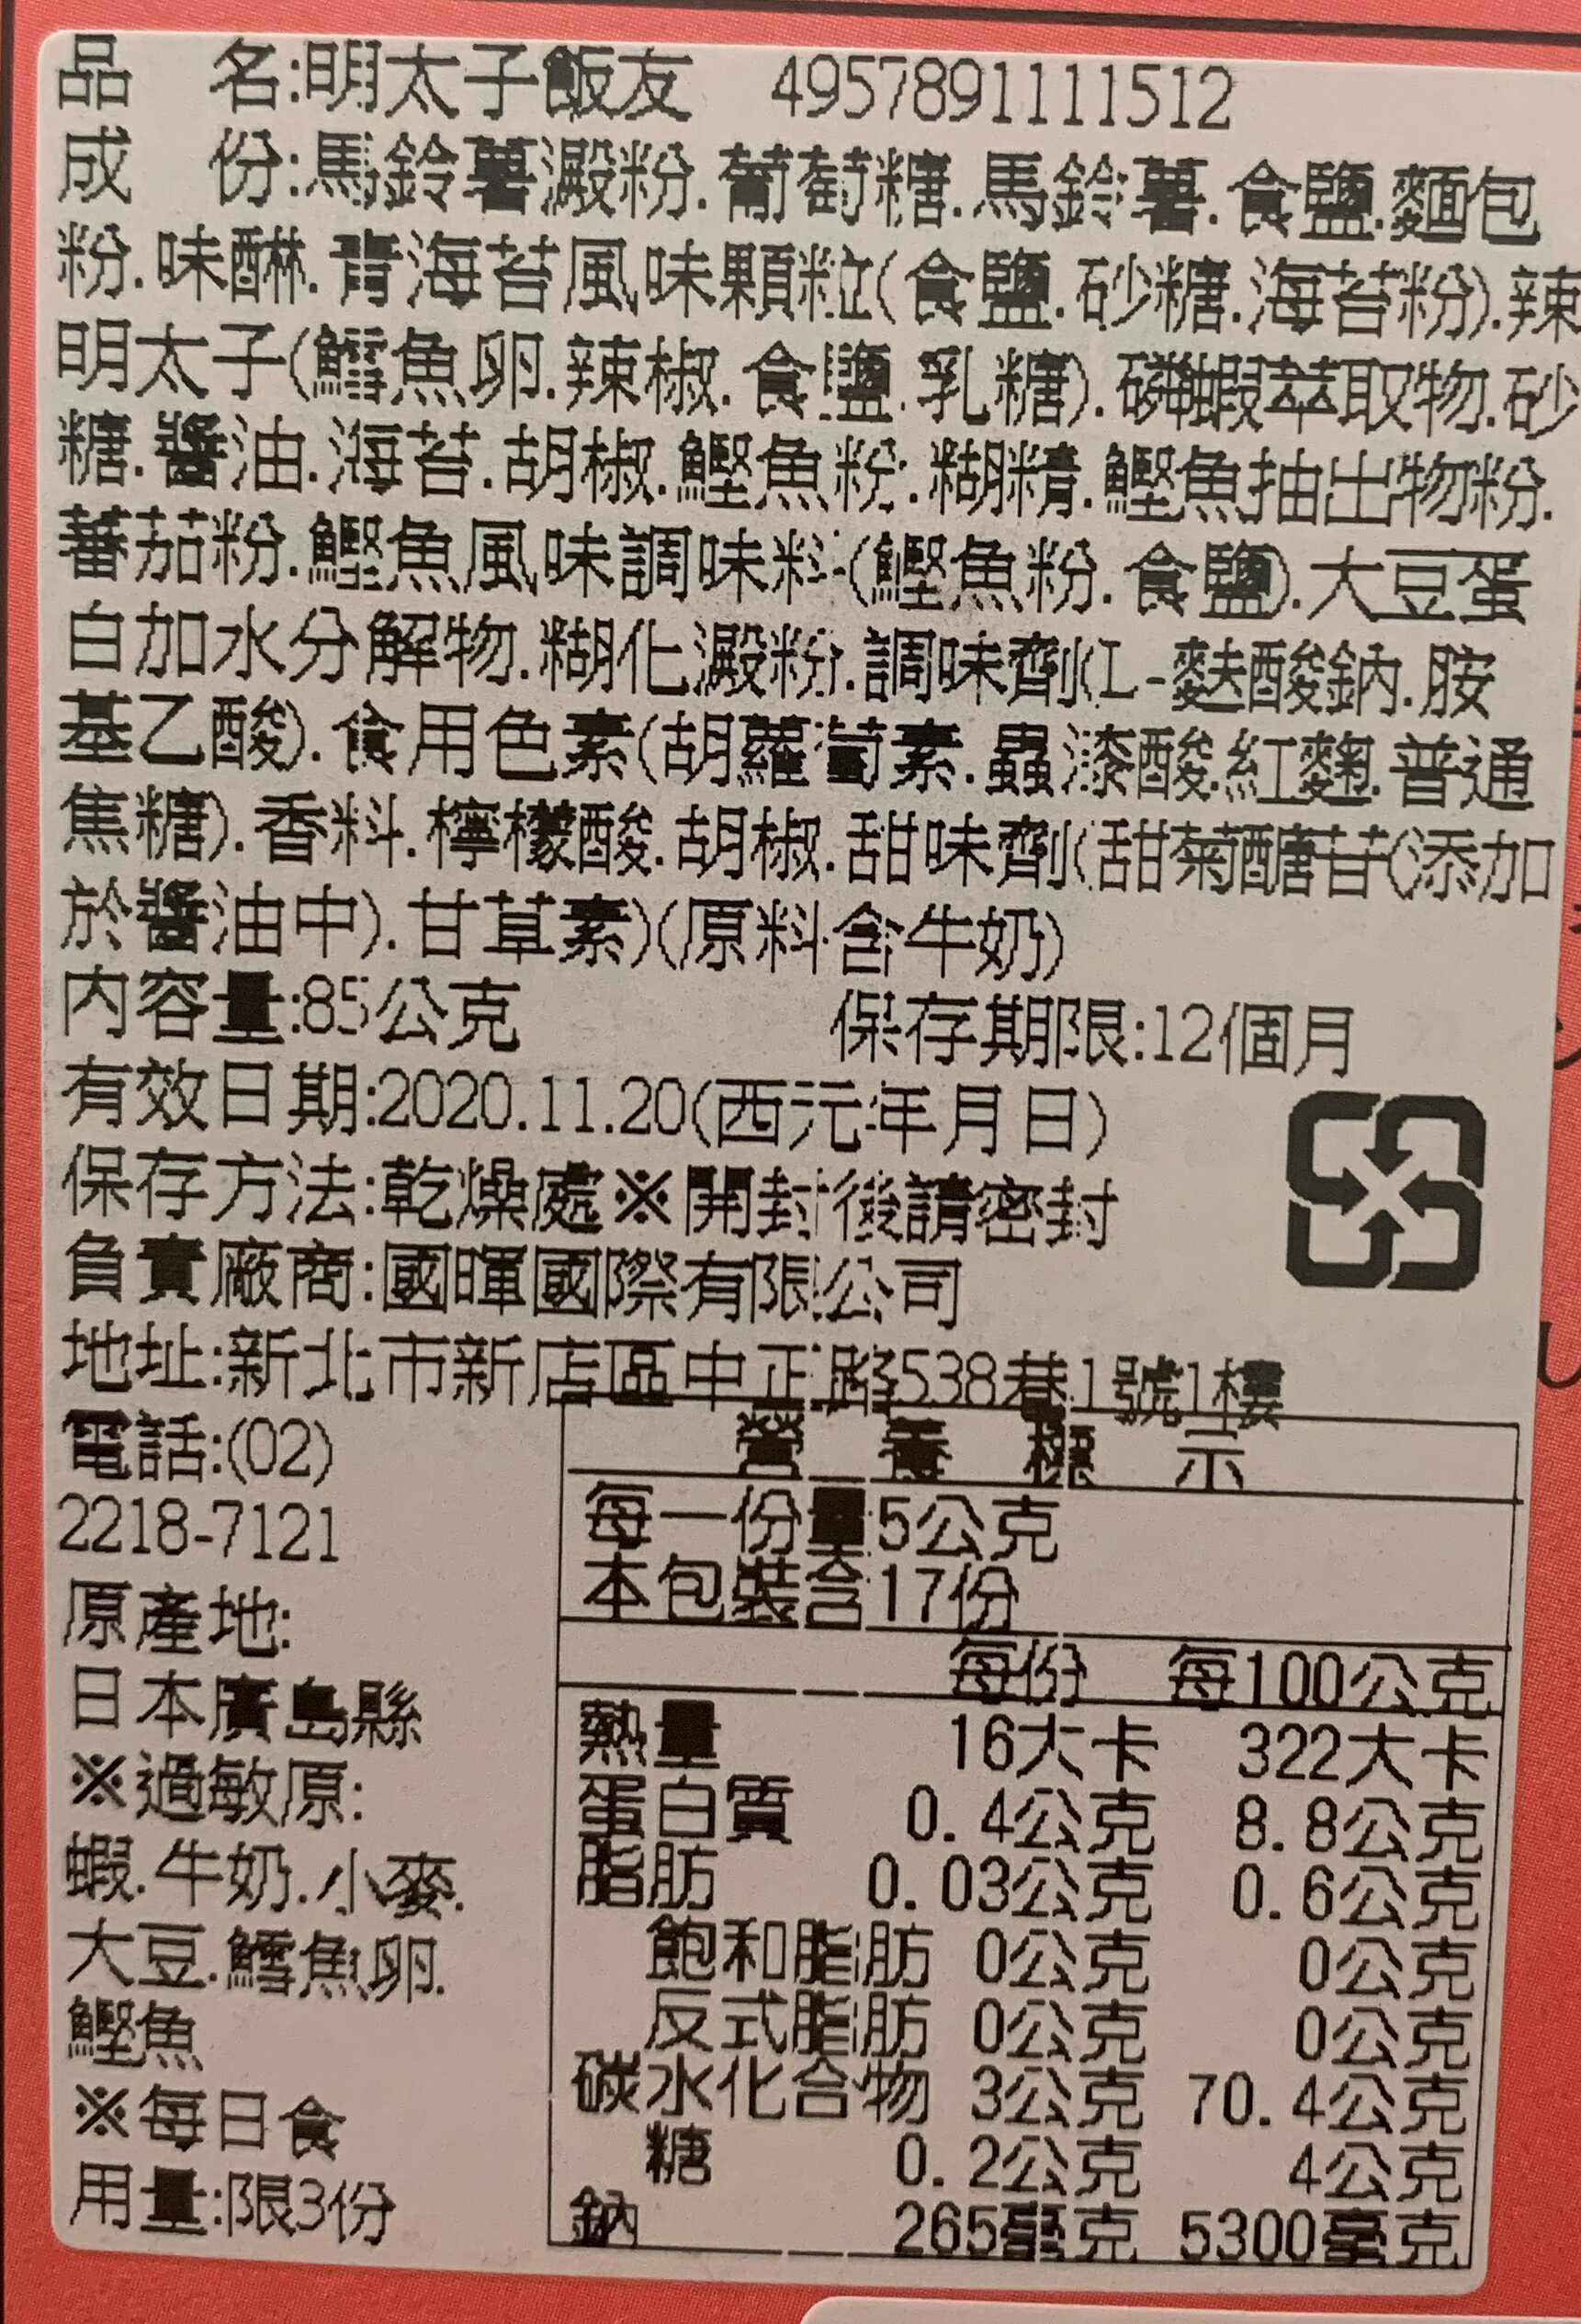 品　名:明太子飯友　4957891111512
成　份:馬鈴薯澱粉.葡萄糖.馬鈴薯.食鹽.麵包
粉.味醂.青海苔風味顆粒(食鹽.砂糖.海苔粉).辣
明太子(鱈魚卵.辣椒.食鹽.乳糖).磷蝦萃取物.砂
糖.醬油.海苔.胡椒.鰹魚粉.糊精.鰹魚抽出物粉.
蕃茄粉.鰹魚風味調味料(鰹魚粉.食鹽).大豆蛋
白加水分解物.糊化澱粉.調味劑(L-麩酸鈉.胺
基乙酸).食用色素(胡蘿蔔素.蟲漆酸.紅麴.普通
焦糖).香料.檸檬酸.胡椒.甜味劑(甜菊醣苷(添加
於醬油中).甘草素)(原料含牛奶)
內容量:85公克　保存期限:12個月
有效日期:2020.11.20(西元年月日)
保存方法:乾燥處※開封後請密封
負責廠商:國暉國際有限公司
地址:新北市新店區中正路538巷1號1樓
電話:(02)
2218-7121
原產地:
日本廣島縣
※過敏原:
蝦.牛奶.小麥.
大豆.鱈魚卵.
鰹魚
※每日食
用量:限3份
營養標示
每一份量5公克
本包裝含17份
每份　每100公克
熱量　16大卡　322大卡
蛋白質　0.4公克　8.8公克
脂肪　0.03公克　0.6公克
飽和脂肪　0公克　0公克
反式脂肪　0公克　0公克
碳水化合物　3公克　70.4公克
糖　0.2公克　4公克
鈉　265毫克　5300毫克